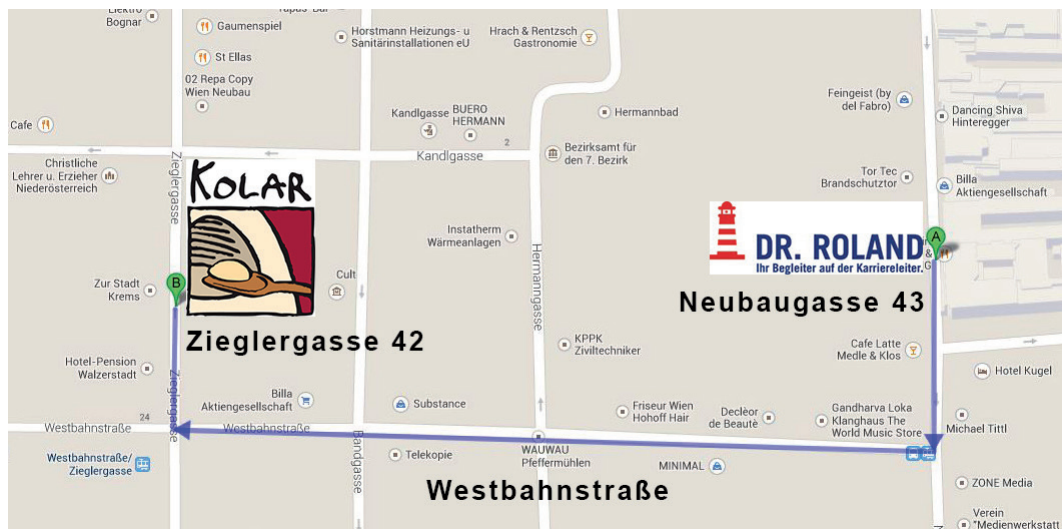 Elektro
Bognar
Gaumenspiel
St Ellas
02 Repa Copy
Wien Neubau
Cafe
Christliche
Lehrer u. Erzieher
Niederösterreich
Zieglergasse
Horstmann Heizungs- u
Sanitärinstallationen eU
Hrach & Rentzsch
Gastronomie
Kandlgasse
BUERO
HERMANN
Hermannbad
2
Kandlgasse
Bezirksamt für
den 7. Bezirk
Feingeist (by
del Fabro)
Dancing Shiva
Hinteregger
Tor Tec
Brandschutztor
Billa
Aktiengesellschaft
KOLAR
Instatherm
Wärmeanlagen
Hermanngasse
DR. ROLAND
Ihr Begleiter auf der Karriereleiter.
A
& 
G
Neubaugasse 43
B
Zur Stadt
Krems
Cult
Zieglergasse 42
Hotel-Pension
Walzerstadt
Zieglergasse
KPPK
Ziviltechniker
Cafe Latte
Medle & Klos
Hotel Kugel
Billa
Aktiengesellschaft
Substance
Friseur Wien
Hohoff Hair
Declèor
de Beautè
Gandharva Loka
Klanghaus The
World Music Store
Michael Tittl
24
Westbahnstraße
Westbahnstraße
Westbahnstraße/
Zieglergasse
Bandgasse
Telekopie
WAUWAU
Pfeffermühlen
MINIMAL
Westbahnstraße
ZONE Media
Verein
"Medienwerkstatt